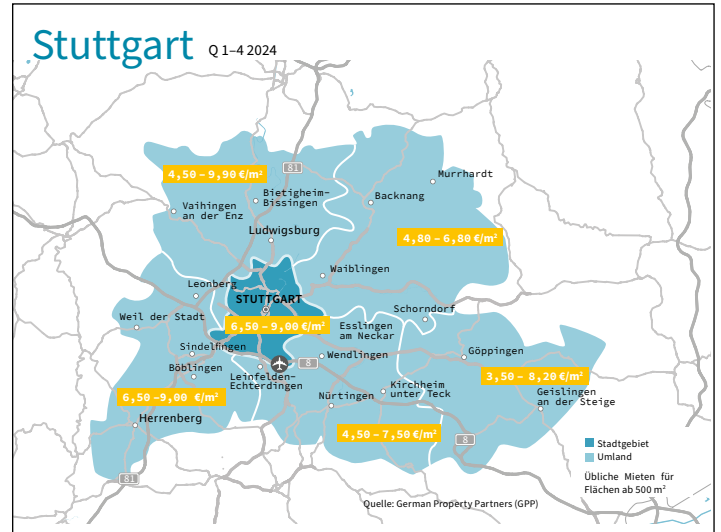 Stuttgart Q 1–4 2024
81
4,50 – 9,90 €/m²
Murrhardt
Bietigheim-
Bissingen
Backnang
Vaihingen
an der Enz
Ludwigsburg
4,80 – 6,80 €/m²
Waiblingen
Leonberg
STUTTGART
Weil der Stadt
6,50 – 9,00 €/m²
Schorndorf
Esslingen
am Neckar
Sindelfingen
Wendlingen
Göppingen
8
Böblingen
Leinfelden-
Echterdingen
3,50 – 8,20 €/m²
Kirchheim
unter Teck
Geislingen
an der Steige
6,50 –9,00 €/m²
Nürtingen
Herrenberg
4,50 – 7,50 €/m²
8
Stadtgebiet
Umland
81
Übliche Mieten für
Flächen ab 500 m²
Quelle: German Property Partners (GPP)